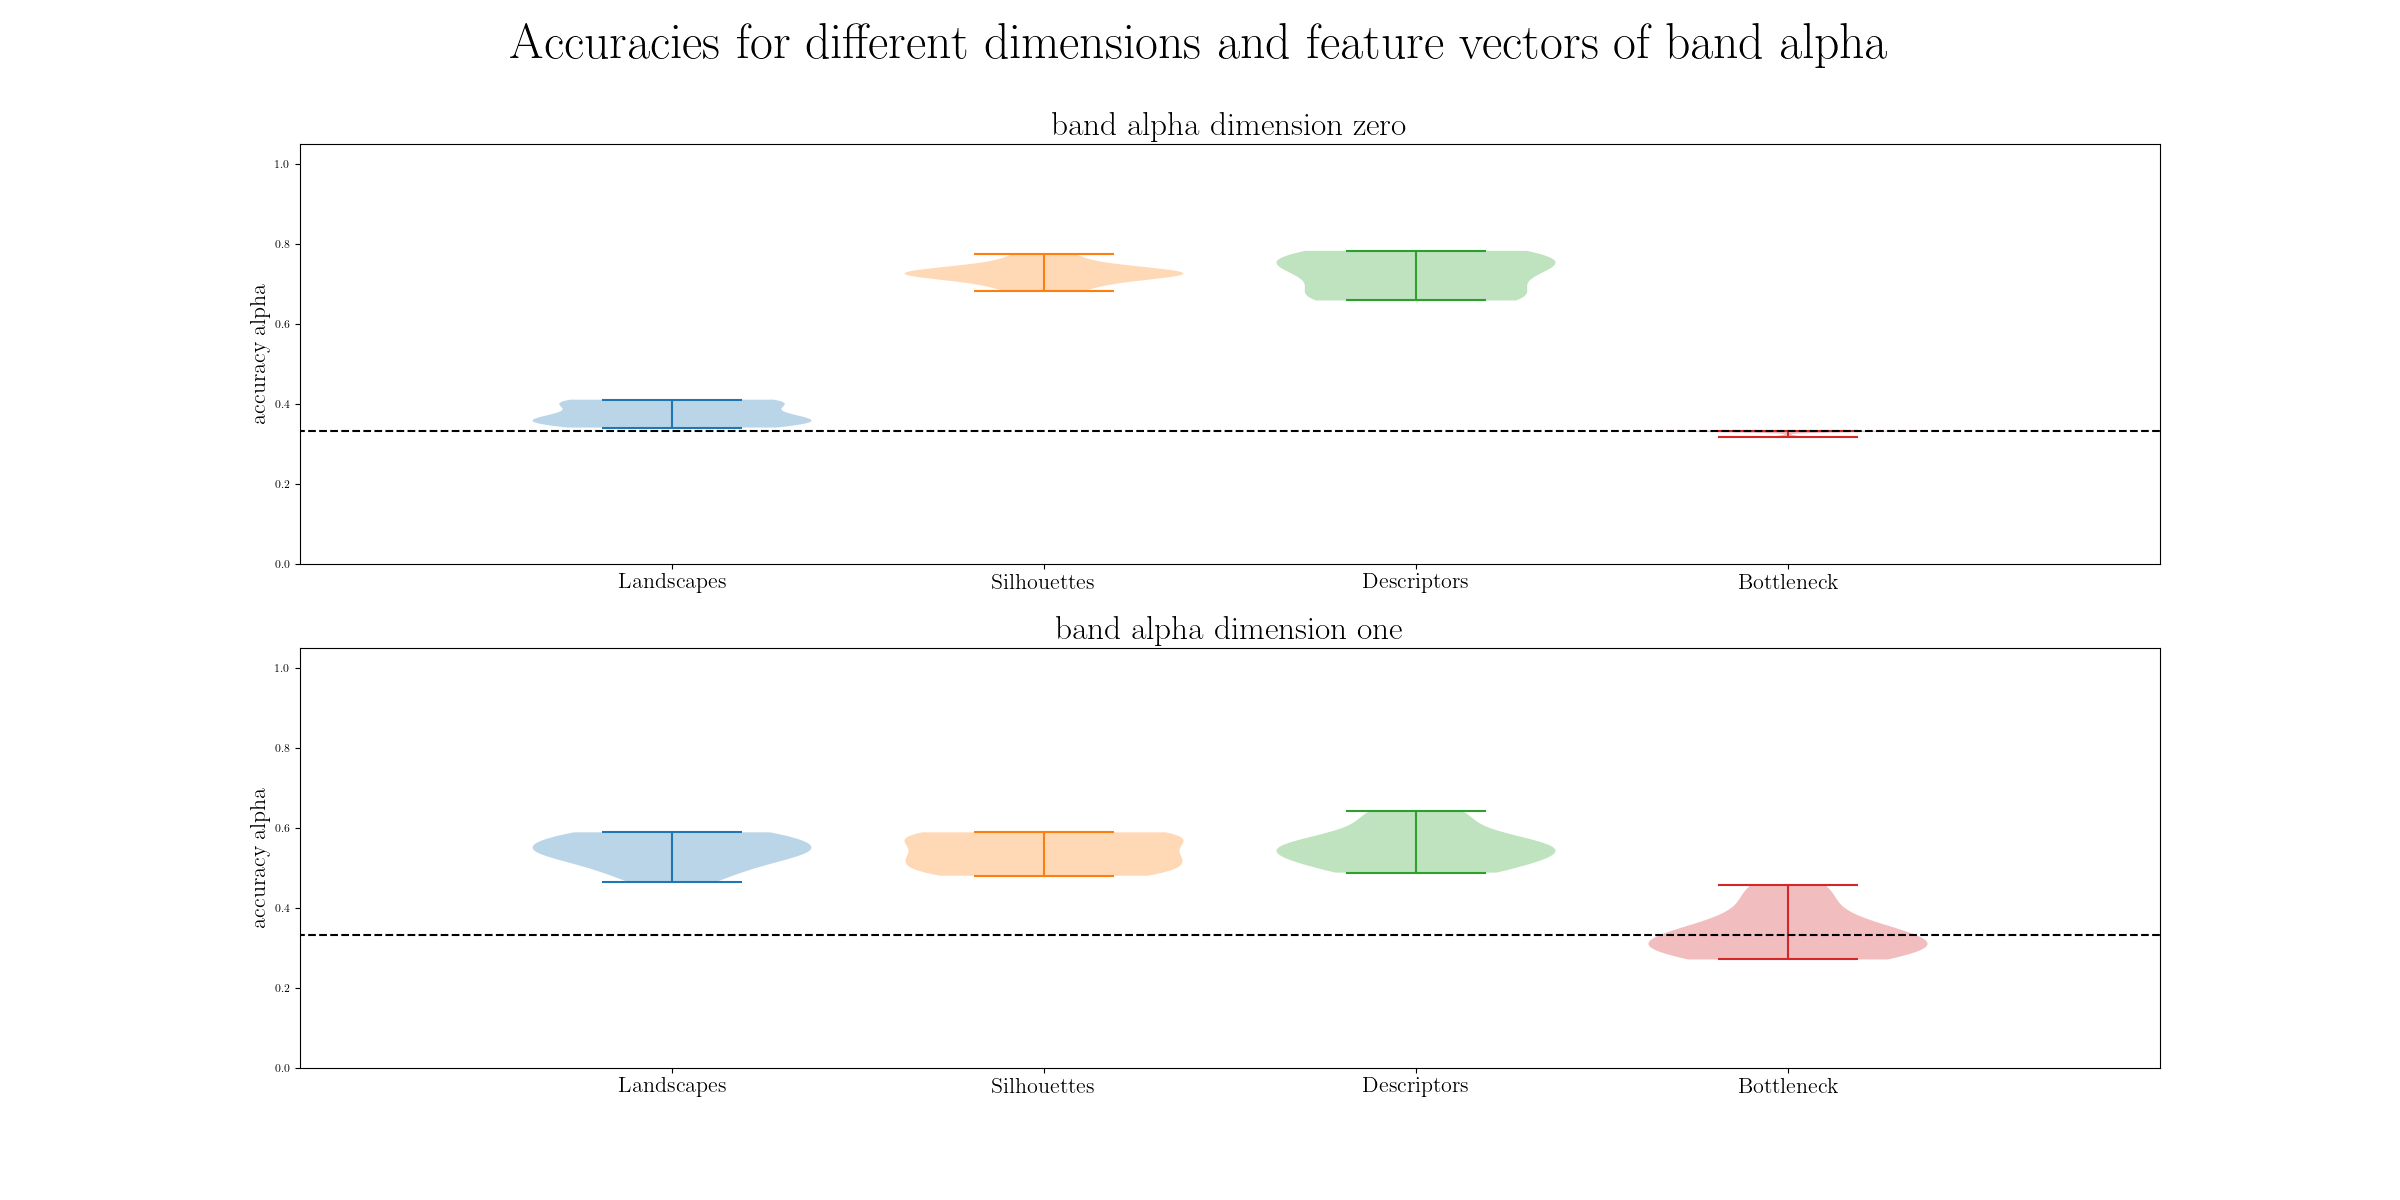 Accuracies for different dimensions and feature vectors of band alpha
band alpha dimension zero
1.0
0.8
0.6
0.4
0.2
0.0
accuracy alpha
Landscapes Silhouettes Descriptors Bottleneck
band alpha dimension one
1.0
0.8
0.6
0.4
0.2
0.0
accuracy alpha
Landscapes Silhouettes Descriptors Bottleneck